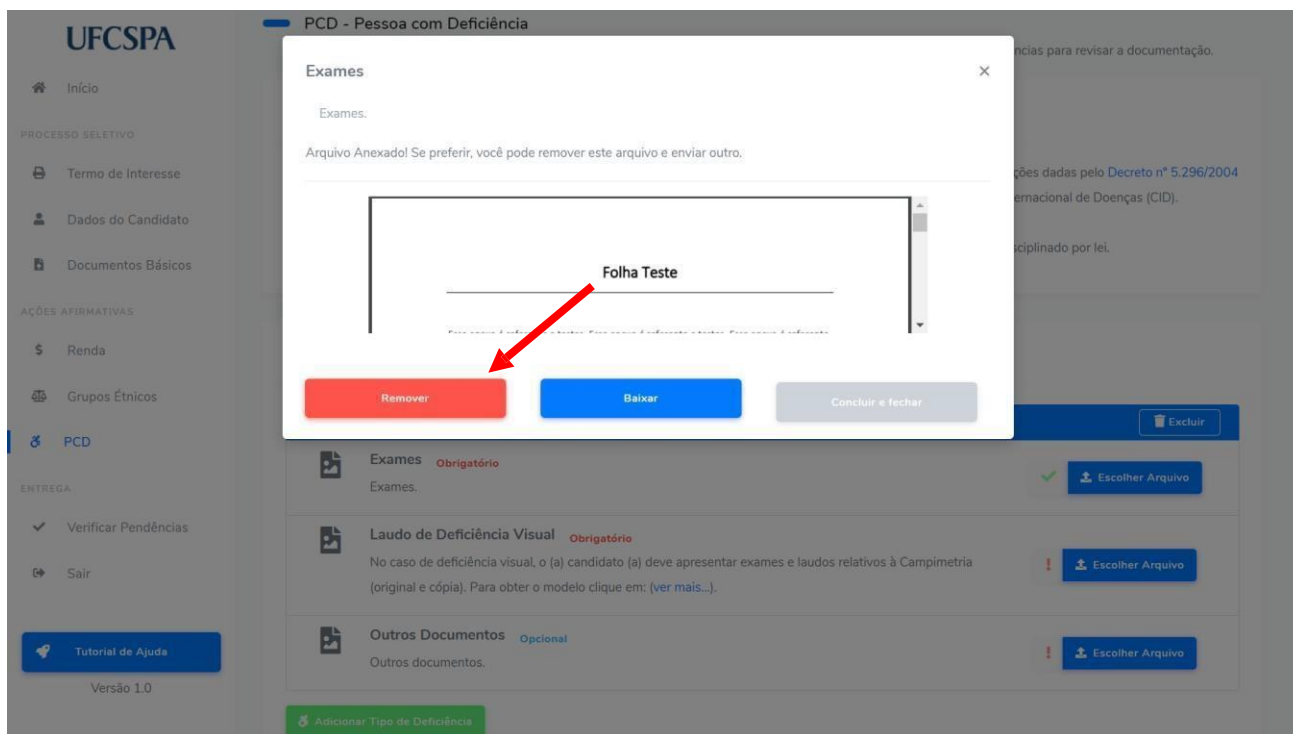 UFCSPA
Início
PROCESSO SELETIVO
Termo de Interesse
Dados do Candidato
Documentos Básicos
AÇÕES AFIRMATIVAS
$ Renda
Grupos Étnicos
PCD
ENTREGA
Verificar Pendências
Sair
Tutorial de Ajuda
Versão 1.0
PCD - Pessoa com Deficiência
ncias para revisar a documentação.
ções dadas pelo Decreto nº 5.296/2004
ernacional de Doenças (CID).
sciplinado por lei.
Exames ×
Exames.
Arquivo Anexado! Se preferir, você pode remover este arquivo e enviar outro.
Folha Teste
Remover Baixar Concluir e fechar
Excluir
Exames Obrigatório
Exames.
Escolher Arquivo
Laudo de Deficiência Visual Obrigatório
No caso de deficiência visual, o (a) candidato (a) deve apresentar exames e laudos relativos à Campimetria
(original e cópia). Para obter o modelo clique em: (ver mais...).
! Escolher Arquivo
Outros Documentos Opcional
Outros documentos.
! Escolher Arquivo
Adicionar Tipo de Deficiência